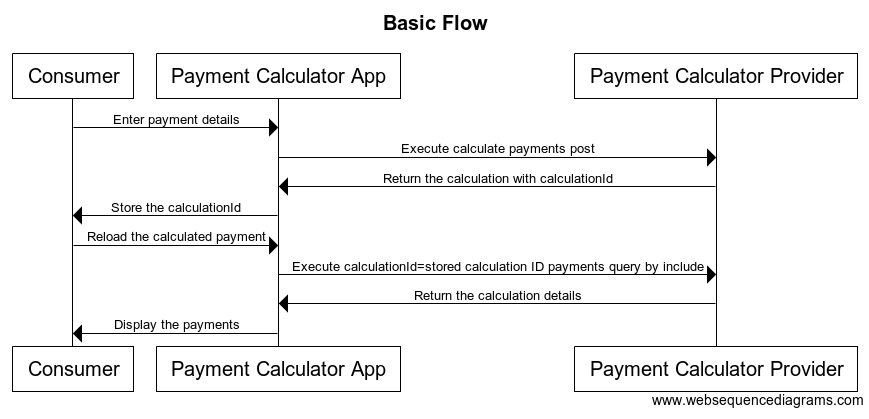 Basic Flow
Consumer
Payment Calculator App
Payment Calculator Provider
Enter payment details
Execute calculate payments post
Return the calculation with calculationId
Store the calculationId
Reload the calculated payment
Execute calculationId=stored calculation ID payments query by include
Return the calculation details
Display the payments
Consumer
Payment Calculator App
Payment Calculator Provider
www.websequencediagrams.com